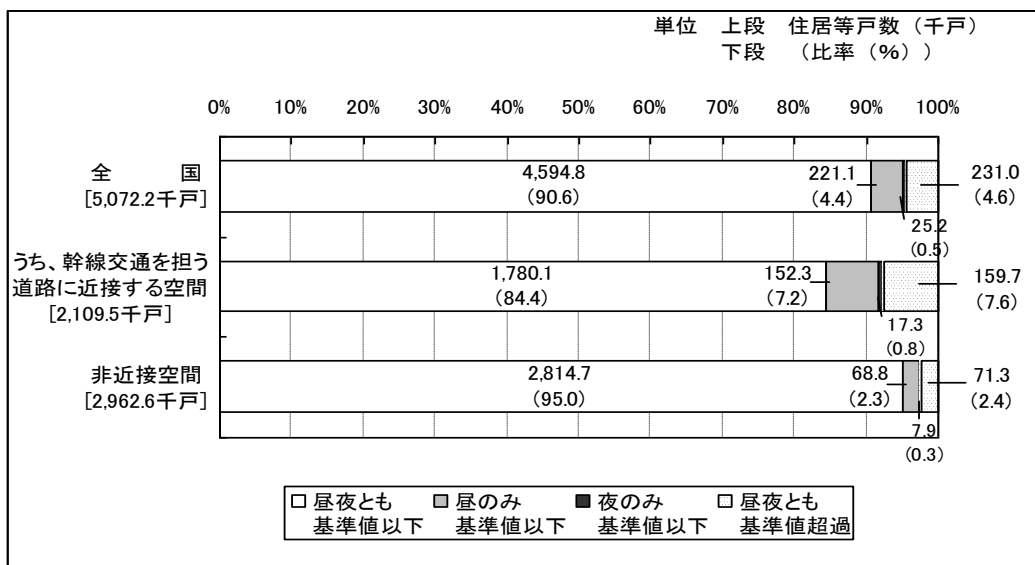 単位　上段　住居等戸数（千戸）
下段　（比率（％））
0% 10% 20% 30% 40% 50% 60% 70% 80% 90% 100%
全　　国
[5,072.2千戸]
4,594.8 221.1 231.0
(90.6) (4.4) (4.6)
25.2
(0.5)
うち、幹線交通を担う
道路に近接する空間
[2,109.5千戸]
1,780.1 152.3 159.7
(84.4) (7.2) (7.6)
17.3
(0.8)
非近接空間
[2,962.6千戸]
2,814.7 68.8 71.3
(95.0) (2.3) (2.4)
7.9
(0.3)
昼夜とも 昼のみ 夜のみ 昼夜とも
基準値以下 基準値以下 基準値以下 基準値超過